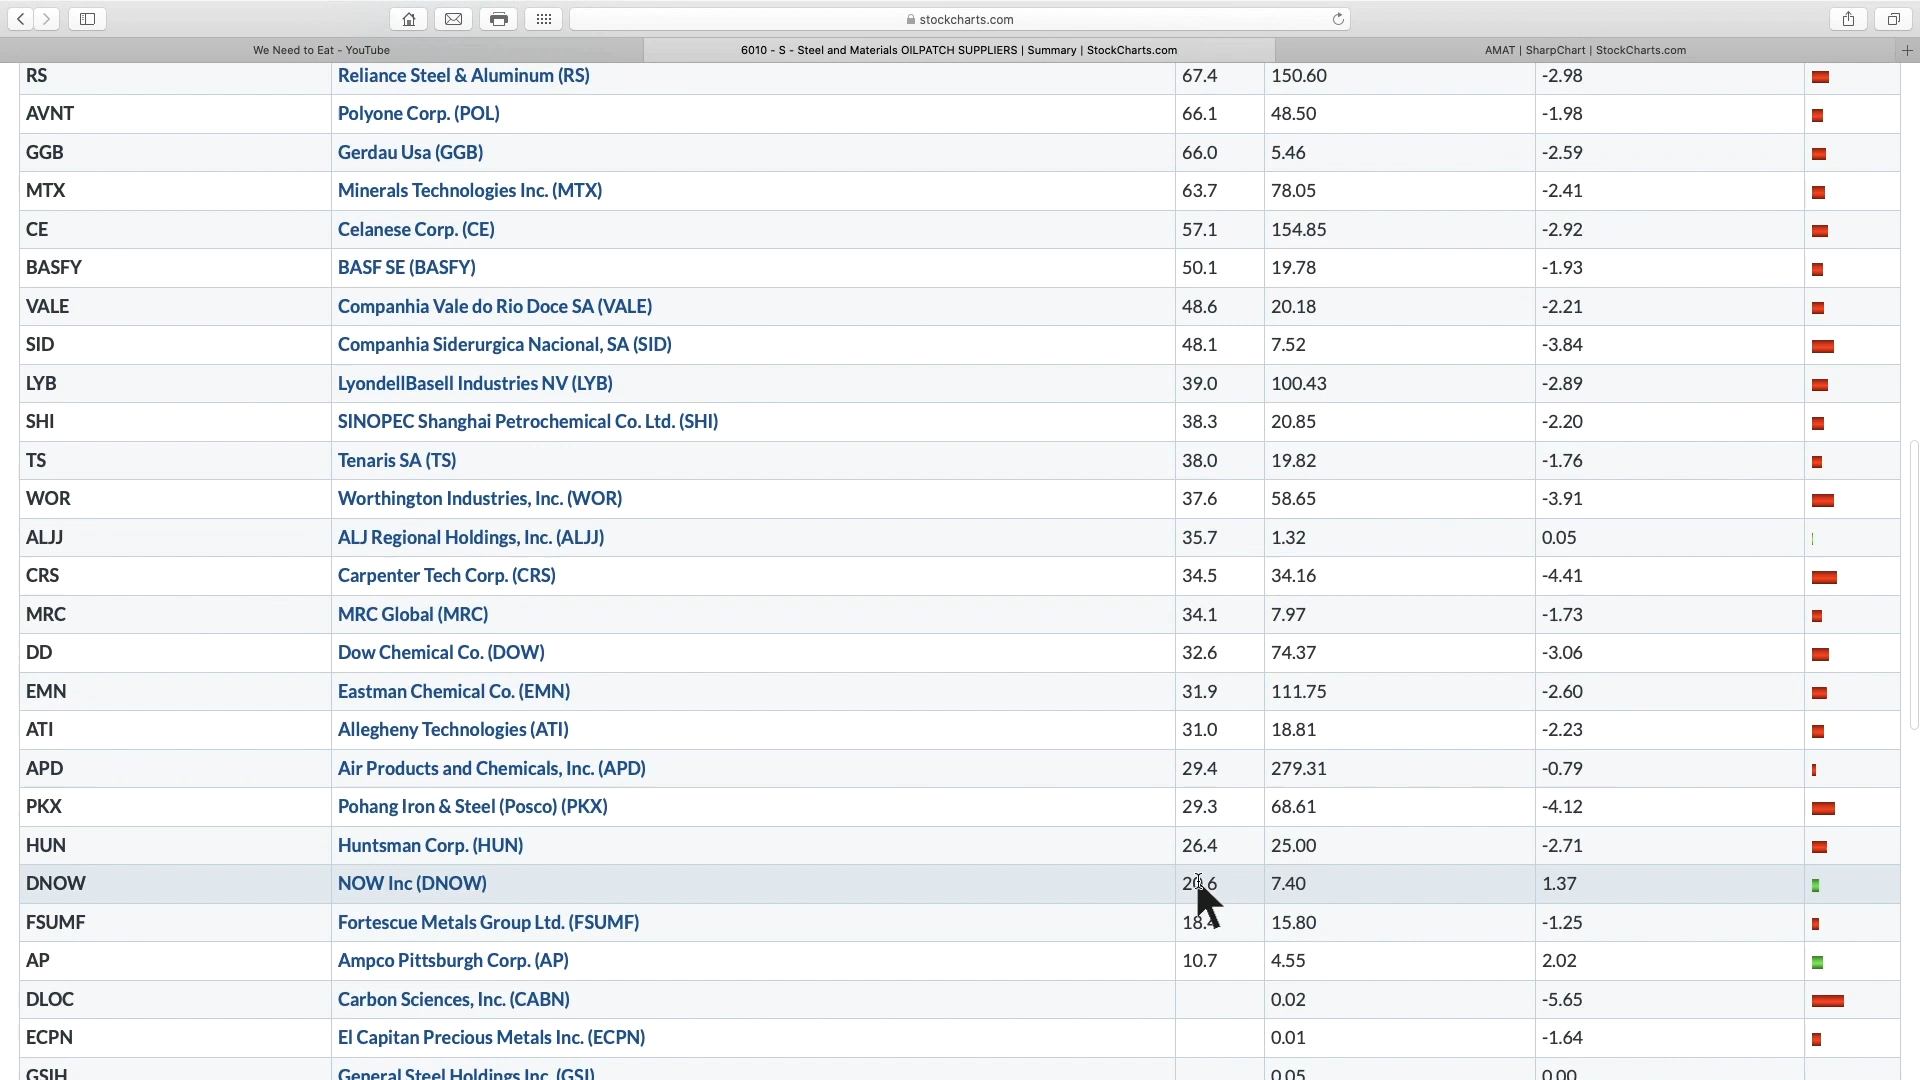 stockcharts.com
We Need to Eat - YouTube 6010 - S - Steel and Materials OILPATCH SUPPLIERS | Summary | StockCharts.com AMAT | SharpChart | StockCharts.com
RS Reliance Steel & Aluminum (RS) 67.4 150.60 -2.98
AVNT Polyone Corp. (POL) 66.1 48.50 -1.98
GGB Gerdau Usa (GGB) 66.0 5.46 -2.59
MTX Minerals Technologies Inc. (MTX) 63.7 78.05 -2.41
CE Celanese Corp. (CE) 57.1 154.85 -2.92
BASFY BASF SE (BASFY) 50.1 19.78 -1.93
VALE Companhia Vale do Rio Doce SA (VALE) 48.6 20.18 -2.21
SID Companhia Siderurgica Nacional, SA (SID) 48.1 7.52 -3.84
LYB LyondellBasell Industries NV (LYB) 39.0 100.43 -2.89
SHI SINOPEC Shanghai Petrochemical Co. Ltd. (SHI) 38.3 20.85 -2.20
TS Tenaris SA (TS) 38.0 19.82 -1.76
WOR Worthington Industries, Inc. (WOR) 37.6 58.65 -3.91
ALJJ ALJ Regional Holdings, Inc. (ALJJ) 35.7 1.32 0.05
CRS Carpenter Tech Corp. (CRS) 34.5 34.16 -4.41
MRC MRC Global (MRC) 34.1 7.97 -1.73
DD Dow Chemical Co. (DOW) 32.6 74.37 -3.06
EMN Eastman Chemical Co. (EMN) 31.9 111.75 -2.60
ATI Allegheny Technologies (ATI) 31.0 18.81 -2.23
APD Air Products and Chemicals, Inc. (APD) 29.4 279.31 -0.79
PKX Pohang Iron & Steel (Posco) (PKX) 29.3 68.61 -4.12
HUN Huntsman Corp. (HUN) 26.4 25.00 -2.71
DNOW NOW Inc (DNOW) 7.40 1.37
FSUMF Fortescue Metals Group Ltd. (FSUMF) 15.80 -1.25
AP Ampco Pittsburgh Corp. (AP) 10.7 4.55 2.02
DLOC Carbon Sciences, Inc. (CABN) 0.02 -5.65
ECPN El Capitan Precious Metals Inc. (ECPN) 0.01 -1.64
GSIH General Steel Holdings Inc. (GSI) 0.05 0.00